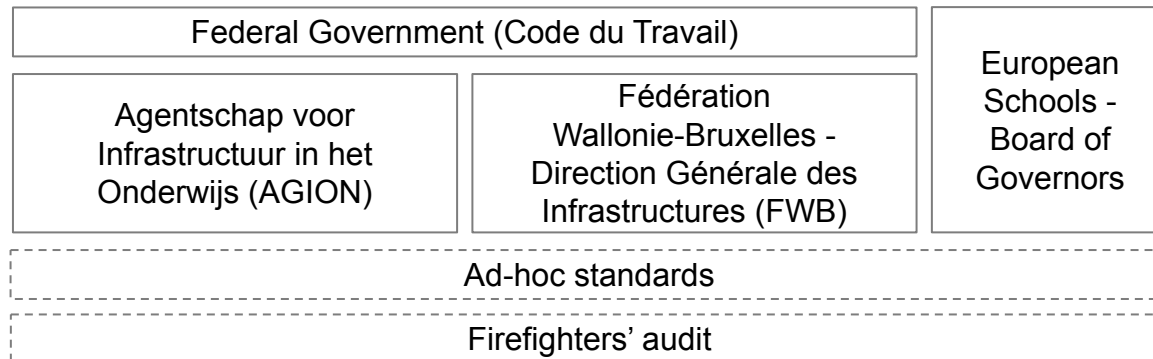 Federal Government (Code du Travail)
Agentschap voor
Infrastructuur in het
Onderwijs (AGION)
Fédération
Wallonie-Bruxelles -
Direction Générale des
Infrastructures (FWB)
European
Schools -
Board of
Governors
Ad-hoc standards
Firefighters’ audit